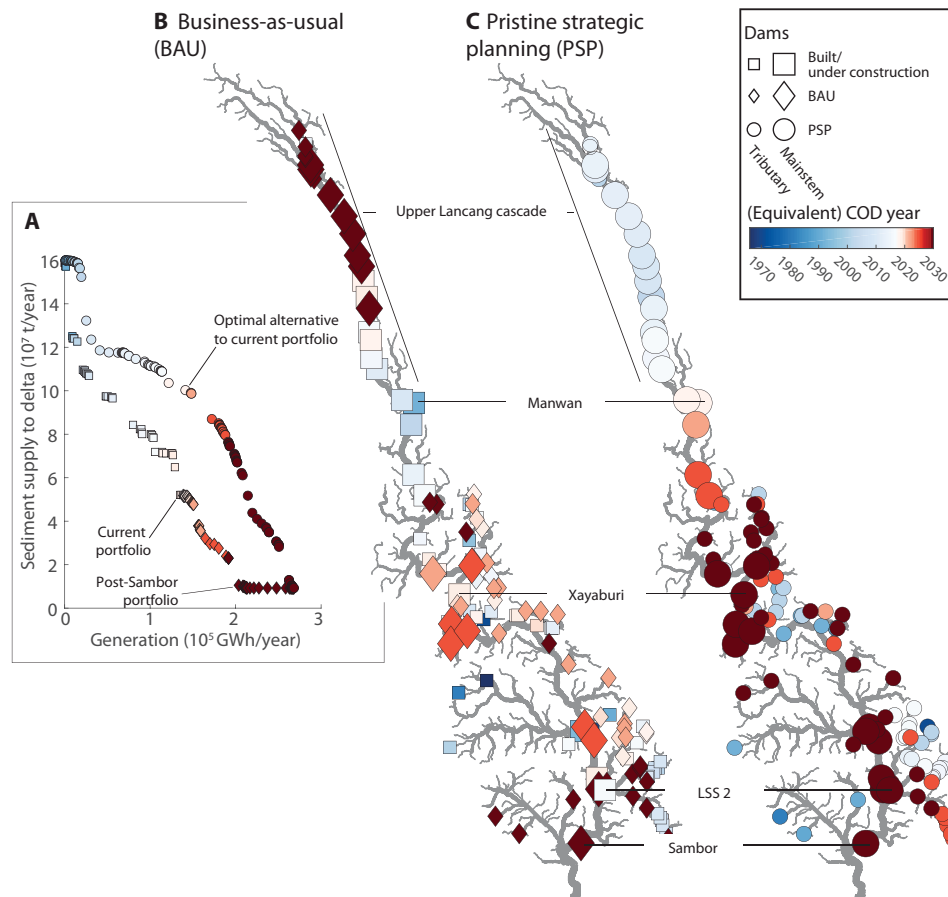 B Business-as-usual
(BAU)
C Pristine strategic
planning (PSP)
Dams
Built/
under construction
BAU
PSP
Tributary
Mainstem
(Equivalent) COD year
1970
1980
1990
2000
2010
2020
2030
Upper Lancang cascade
A
Sediment supply to delta (10⁷ t/year)
16
14
12
10
8
6
4
2
0
0
1
2
3
Generation (10⁵ GWh/year)
Optimal alternative
to current portfolio
Current
portfolio
Post-Sambor
portfolio
Manwan
Xayaburi
LSS 2
Sambor